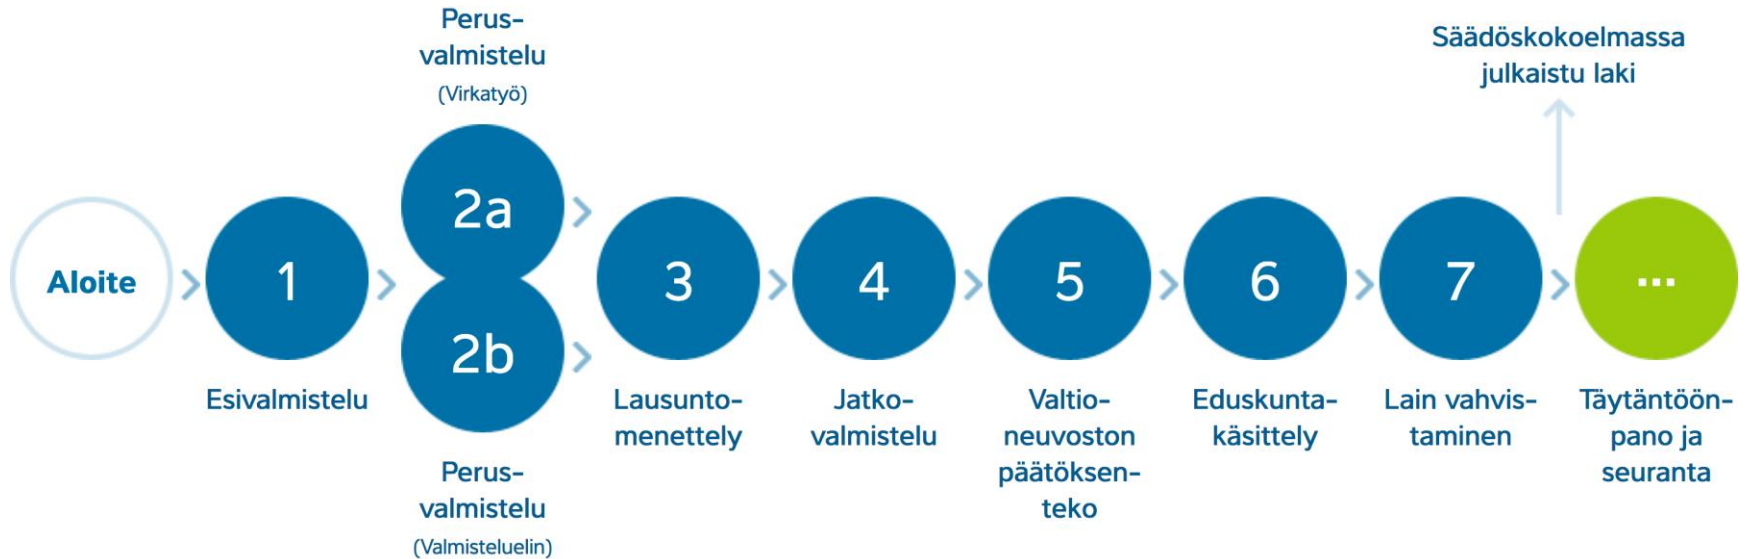 Perus-
valmistelu
(Virkatyö)
Säädöskokoelmassa
julkaistu laki
Aloite
1
2a
2b
3
4
5
6
7
...
Esivalmistelu
Perus-
valmistelu
(Valmisteluelin)
Lausunto-
menettely
Jatko-
valmistelu
Valtio-
neuvoston
päätöksen-
teko
Eduskunta-
käsittely
Lain vahvis-
taminen
Täytäntöön-
pano ja
seuranta